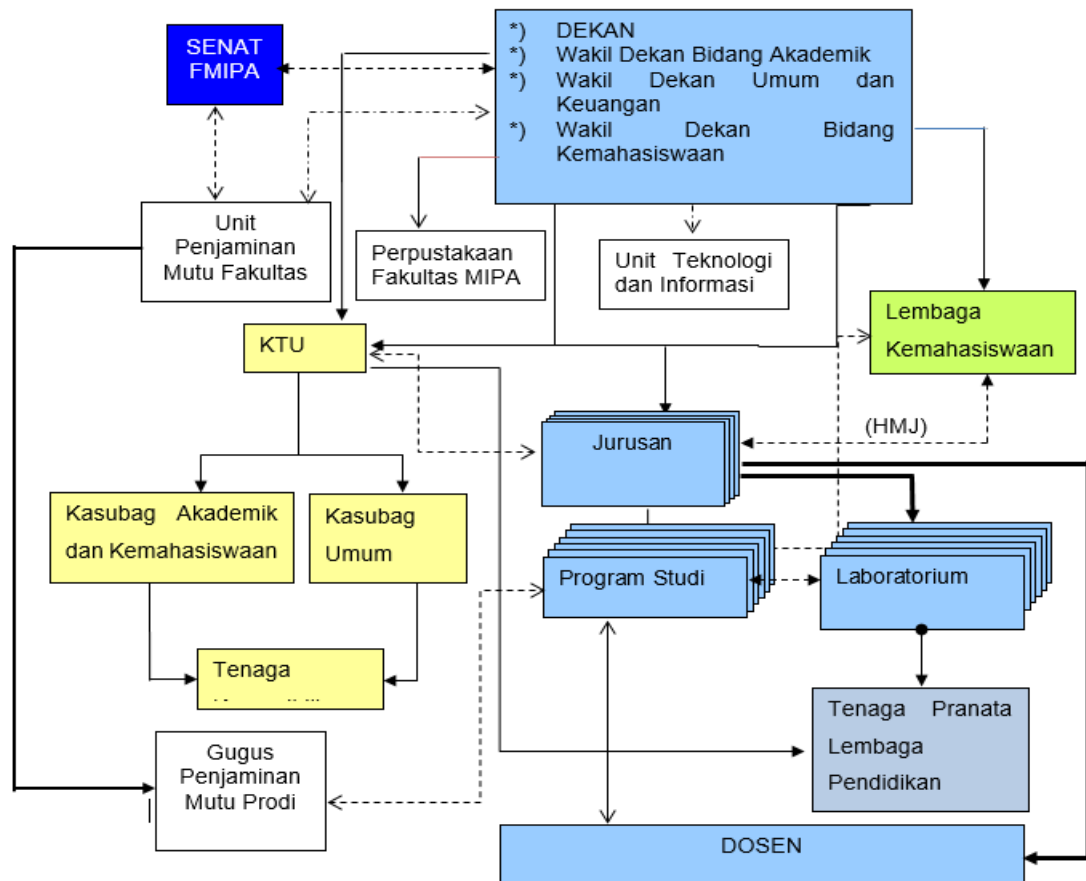 SENAT
FMIPA
*) DEKAN
*) Wakil Dekan Bidang Akademik
*) Wakil Dekan Umum dan
Keuangan
*) Wakil Dekan Bidang
Kemahasiswaan
Unit
Penjaminan
Mutu Fakultas
Perpustakaan
Fakultas MIPA
Unit Teknologi
dan Informasi
KTU
Lembaga
Kemahasiswaan
(HMJ)
Jurusan
Kasubag Akademik
dan Kemahasiswaan
Kasubag
Umum
Program Studi
Laboratorium
Tenaga
Tenaga Pranata
Lembaga
Pendidikan
Gugus
Penjaminan
Mutu Prodi
DOSEN